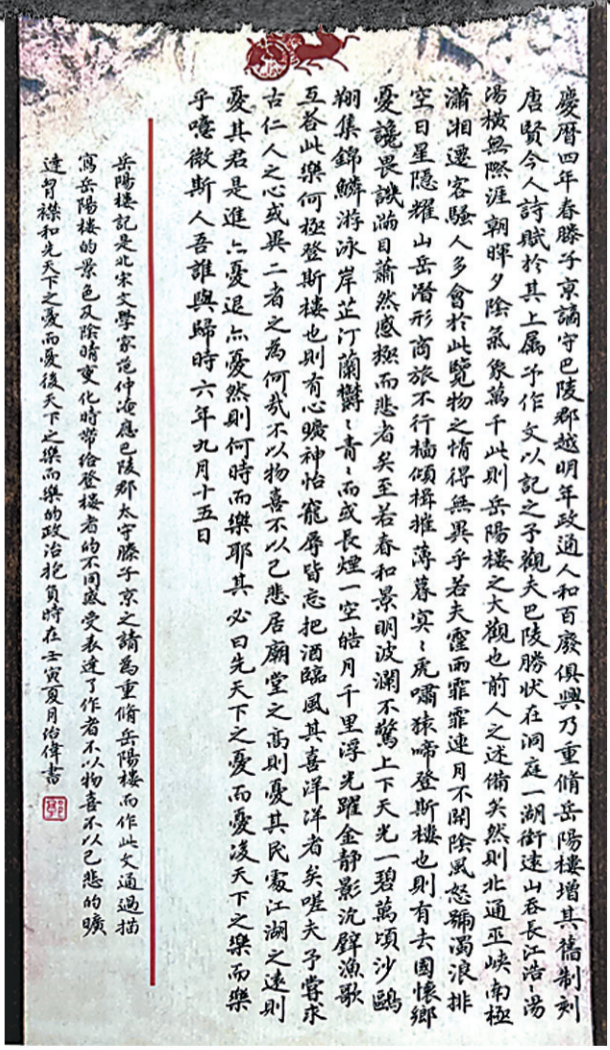 慶曆四年春滕子京謫守巴陵郡越明年政通人和百廢俱興乃重脩岳陽樓增其舊制刻
唐賢今人詩賦於其上属予作文以記之予觀夫巴陵勝狀在洞庭一湖銜遠山吞長江浩〻湯
湯橫無際涯朝暉夕陰氣象萬千此則岳陽樓之大觀也前人之述備矣然則北通巫峽南極
瀟湘遷客騷人多會於此覽物之情得無異乎若夫霪雨霏霏連月不開陰風怒號濁浪排
空日星隱耀山岳潛形商旅不行檣傾楫摧薄暮冥〻虎嘯猿啼登斯樓也則有去國懷鄉
憂讒畏譏滿目蕭然感極而悲者矣至若春和景明波瀾不驚上下天光一碧萬頃沙鷗
翔集錦鱗游泳岸芷汀蘭鬱〻青〻而或長煙一空皓月千里浮光躍金靜影沉璧漁歌
互荅此樂何極登斯樓也則有心曠神怡寵辱皆忘把酒臨風其喜洋洋者矣嗟夫予嘗求
古仁人之心或異二者之為何㢤不以物喜不以己悲居廟堂之高則憂其民處江湖之遠則
憂其君是進亦憂退亦憂然則何時而樂耶其必曰先天下之憂而憂後天下之樂而樂
乎噫微斯人吾誰與歸時六年九月十五日
岳陽樓記是北宋文學家范仲淹應巴陵郡太守滕子京之請為重脩岳陽樓而作此文通過描
寫岳陽樓的景色及陰晴變化時帶给登樓者的不同感受表達了作者不以物喜不以己悲的曠
達胷襟和先天下之憂而憂後天下之樂而樂的政治抱負時在壬寅夏月治偉書